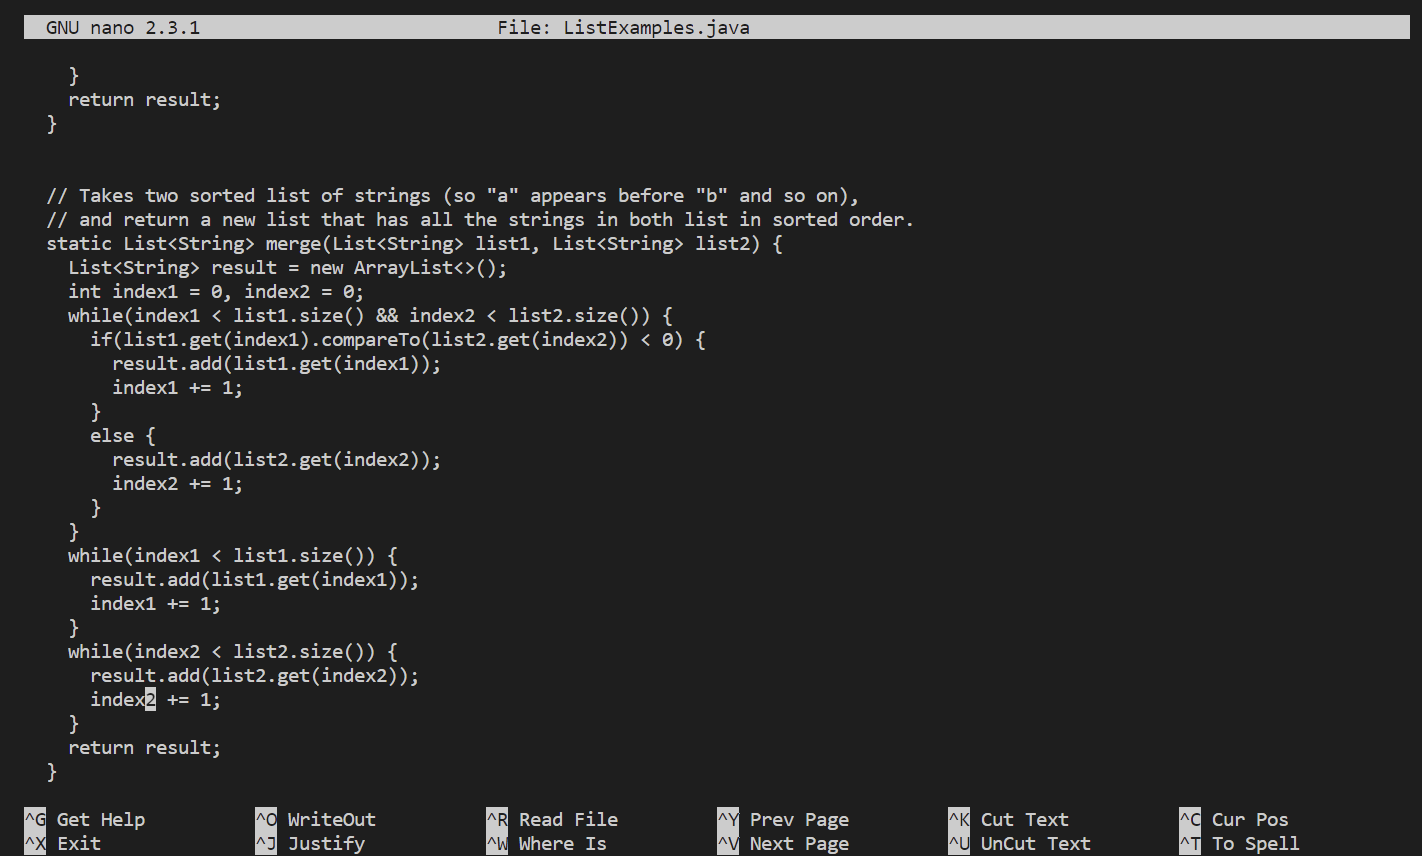 GNU nano 2.3.1 File: ListExamples.java
}
return result;
}
// Takes two sorted list of strings (so "a" appears before "b" and so on),
// and return a new list that has all the strings in both list in sorted order.
static List<String> merge(List<String> list1, List<String> list2) {
List<String> result = new ArrayList<>();
int index1 = 0, index2 = 0;
while(index1 < list1.size() && index2 < list2.size()) {
if(list1.get(index1).compareTo(list2.get(index2)) < 0) {
result.add(list1.get(index1));
index1 += 1;
}
else {
result.add(list2.get(index2));
index2 += 1;
}
}
while(index1 < list1.size()) {
result.add(list1.get(index1));
index1 += 1;
}
while(index2 < list2.size()) {
result.add(list2.get(index2));
index2 += 1;
}
return result;
}
^G Get Help ^O WriteOut ^R Read File ^Y Prev Page ^K Cut Text ^C Cur Pos
^X Exit ^J Justify ^W Where Is ^V Next Page ^U UnCut Text ^T To Spell